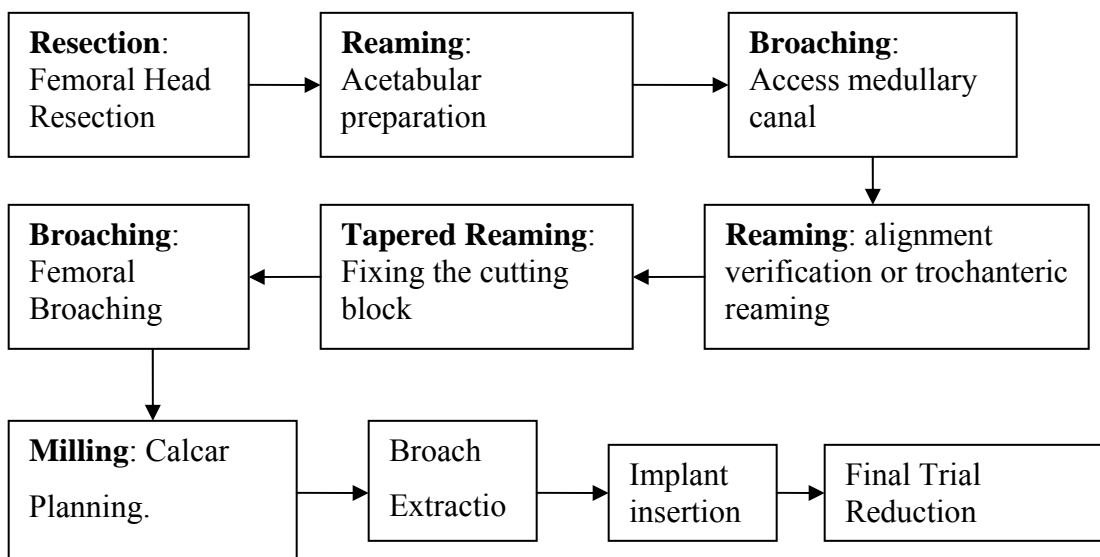 Resection:
Femoral Head
Resection
Reaming:
Acetabular
preparation
Broaching:
Access medullary
canal
Reaming: alignment
verification or trochanteric
reaming
Tapered Reaming:
Fixing the cutting
block
Broaching:
Femoral
Broaching
Milling: Calcar
Planning.
Broach
Extractio
Implant
insertion
Final Trial
Reduction